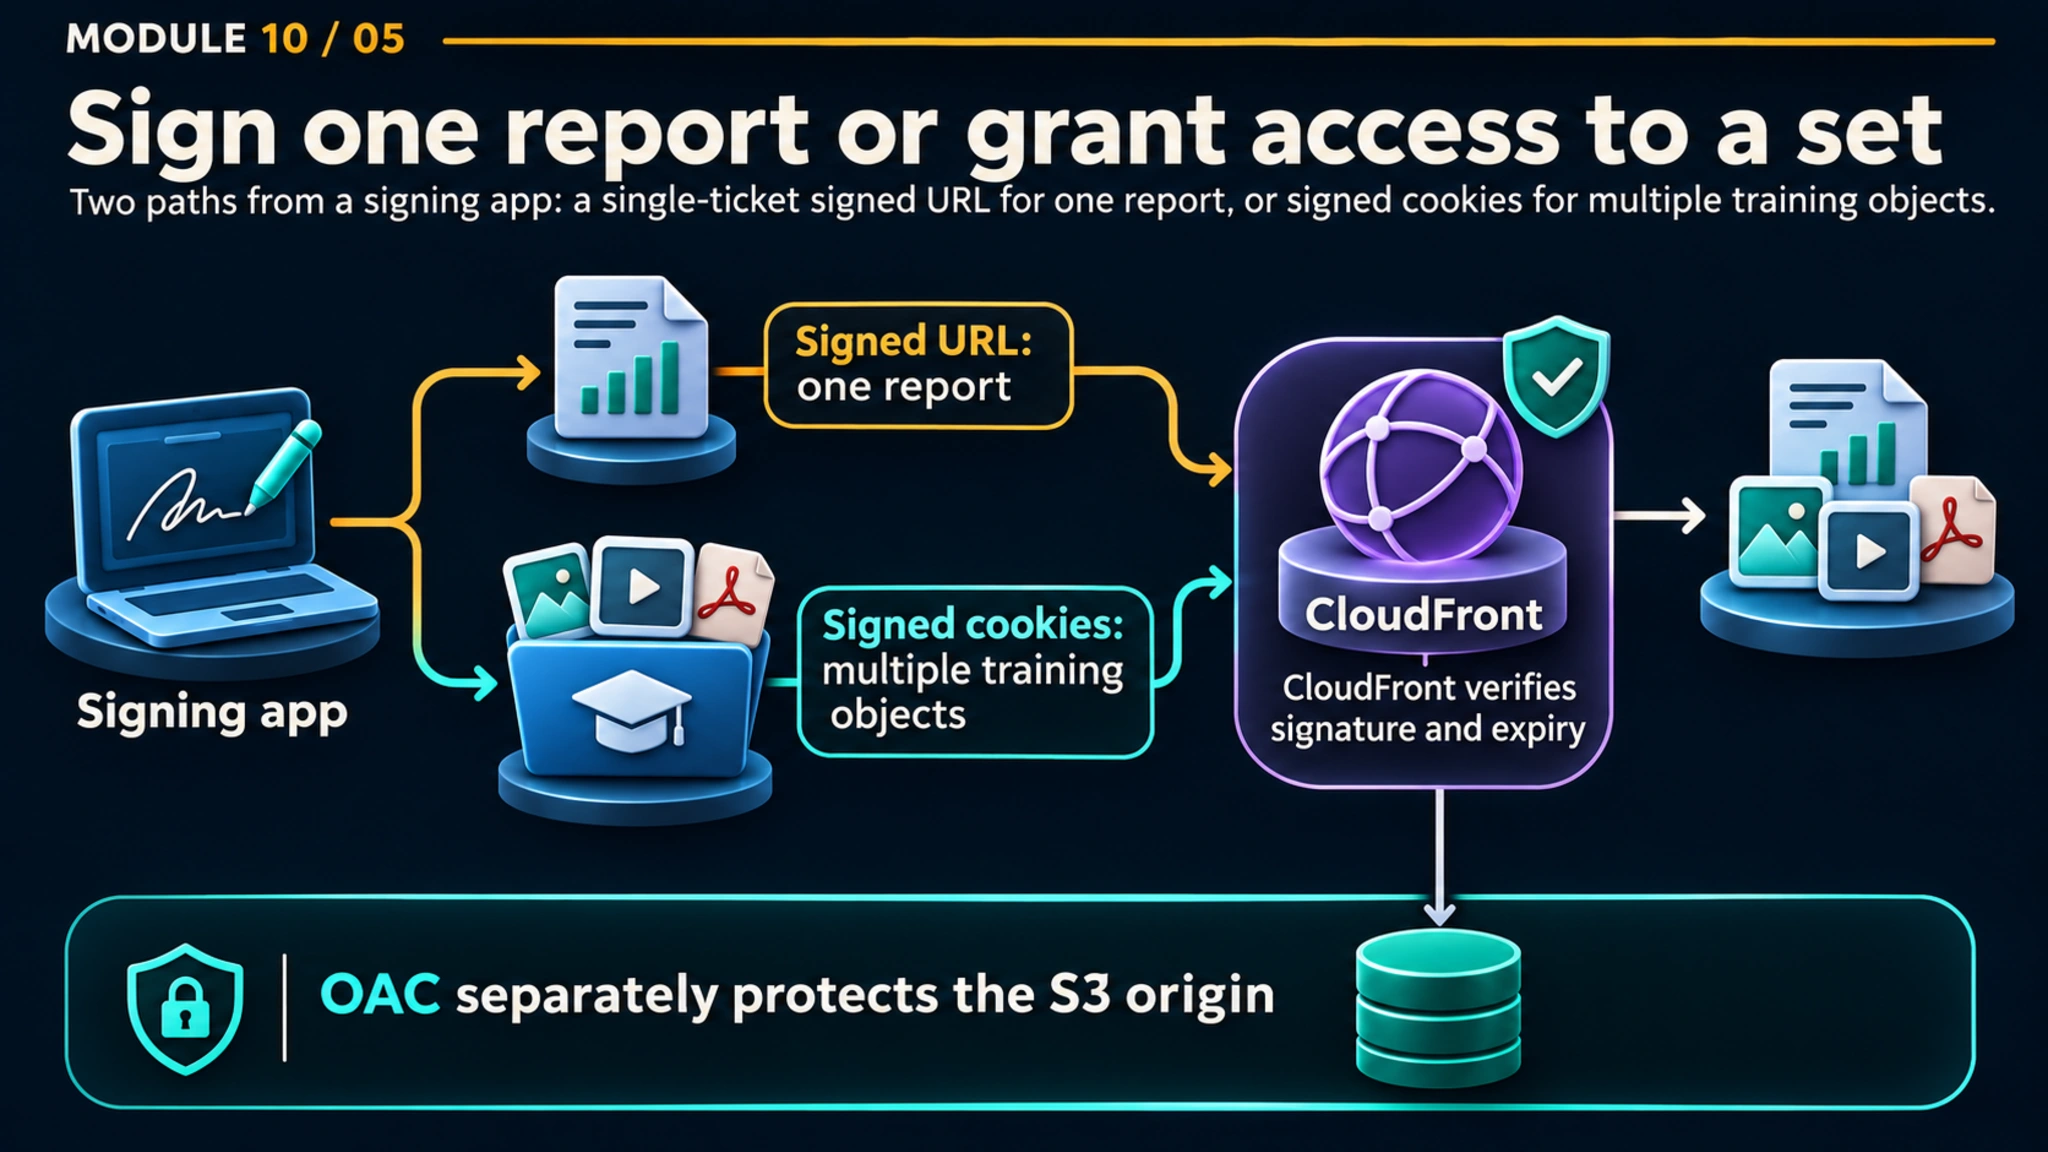 MODULE 10 / 05
Sign one report or grant access to a set
Two paths from a signing app: a single-ticket signed URL for one report, or signed cookies for multiple training objects.
Signed URL:
one report
Signing app
Signed cookies:
multiple training
objects
CloudFront
CloudFront verifies
signature and expiry
OAC separately protects the S3 origin